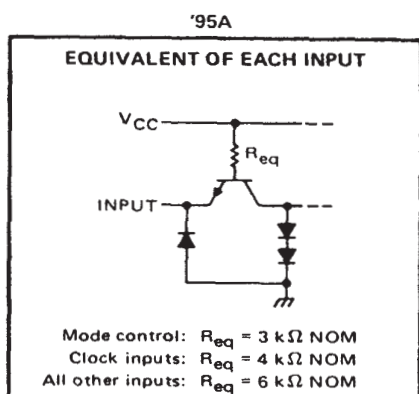 '95A
EQUIVALENT OF EACH INPUT
VCC
Req
INPUT
Mode control: Req = 3 kΩ NOM
Clock inputs: Req = 4 kΩ NOM
All other inputs: Req = 6 kΩ NOM